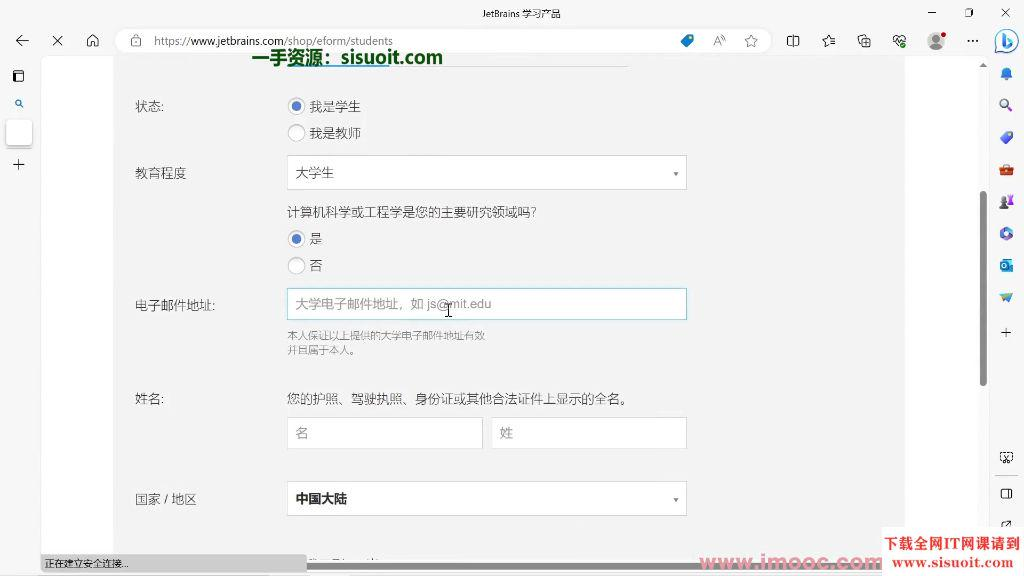 JetBrains 学习产品
https://www.jetbrains.com/shop/eform/students
一手资源：sisuoit.com
状态:
我是学生
我是教师
教育程度
大学生
计算机科学或工程学是您的主要研究领域吗?
是
否
电子邮件地址:
大学电子邮件地址，如 js@mit.edu
本人保证以上提供的大学电子邮件地址有效
并且属于本人。
姓名:
您的护照、驾驶执照、身份证或其他合法证件上显示的全名。
名
姓
国家 / 地区
中国大陆
正在建立安全连接...
www.imooc.com
下载全网IT网课请到
www.sisuoit.com